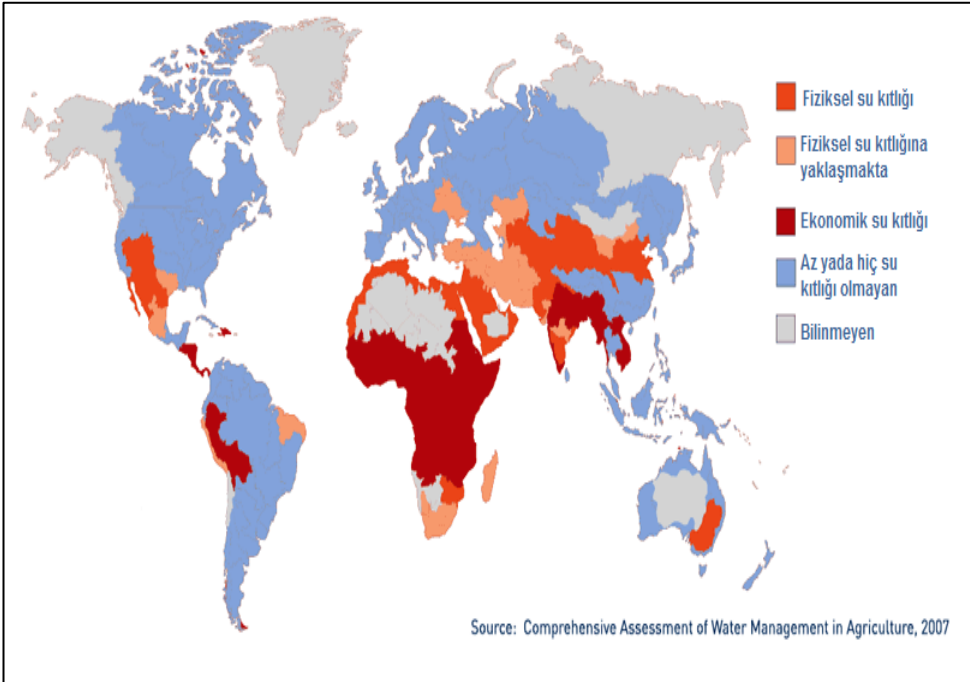 Fiziksel su kıtlığı
Fiziksel su kıtlığına
yaklaşmakta
Ekonomik su kıtlığı
Az yada hiç su
kıtlığı olmayan
Bilinmeyen
Source: Comprehensive Assessment of Water Management in Agriculture, 2007